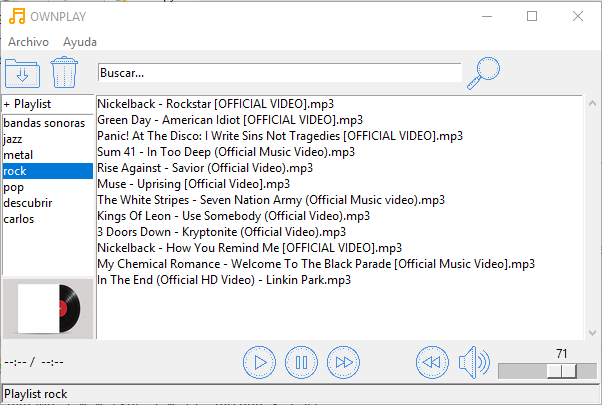 OWNPLAY
Archivo Ayuda
Buscar...
+ Playlist
bandas sonoras
jazz
metal
rock
pop
descubrir
carlos
Nickelback - Rockstar [OFFICIAL VIDEO].mp3
Green Day - American Idiot [OFFICIAL VIDEO].mp3
Panic! At The Disco: I Write Sins Not Tragedies [OFFICIAL VIDEO].mp3
Sum 41 - In Too Deep (Official Music Video).mp3
Rise Against - Savior (Official Video).mp3
Muse - Uprising [Official Video].mp3
The White Stripes - Seven Nation Army (Official Music video).mp3
Kings Of Leon - Use Somebody (Official Video).mp3
3 Doors Down - Kryptonite (Official Video).mp3
Nickelback - How You Remind Me [OFFICIAL VIDEO].mp3
My Chemical Romance - Welcome To The Black Parade [Official Music Video].mp3
In The End (Official HD Video) - Linkin Park.mp3
--:-- / --:--
71
Playlist rock